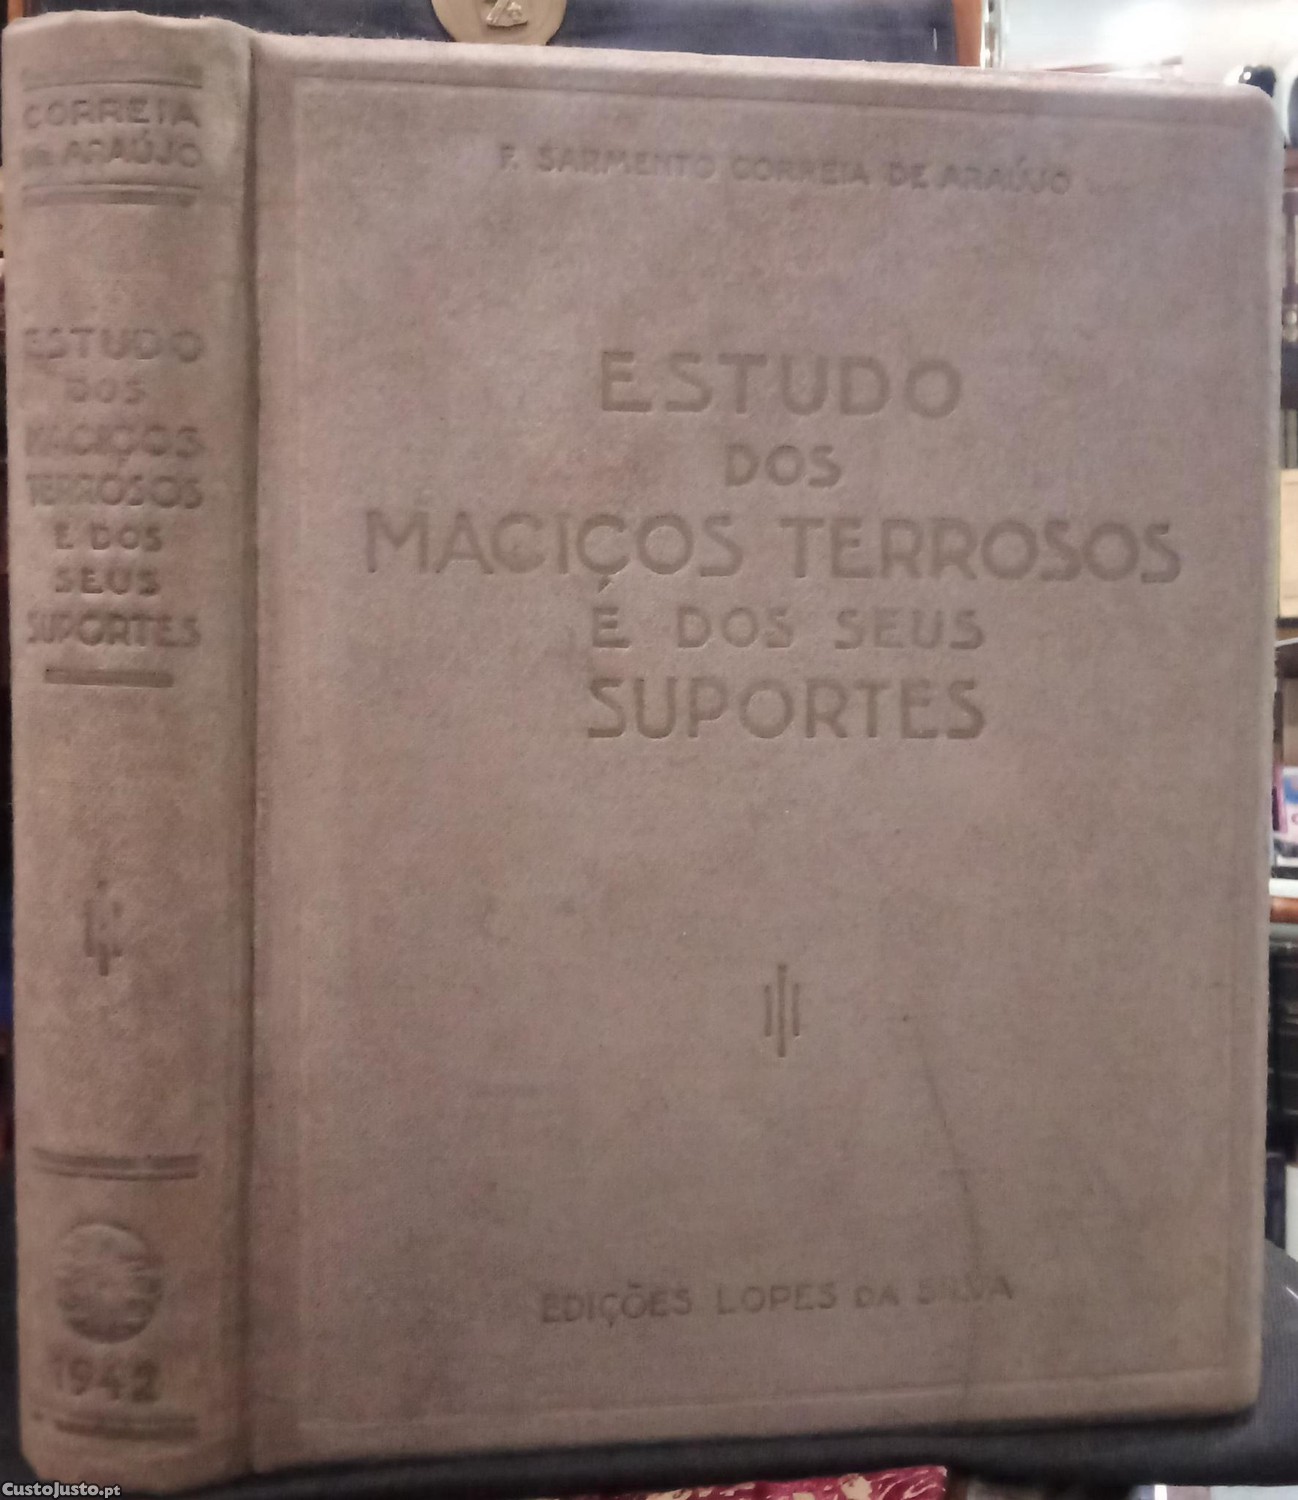 CORREIA
DE ARAÚJO
ESTUDO
DOS
MACIÇOS
TERROSOS
E DOS
SEUS
SUPORTES
1942
F. SARMENTO CORREIA DE ARAÚJO
ESTUDO
DOS
MACIÇOS TERROSOS
E DOS SEUS
SUPORTES
EDIÇÕES LOPES DA SILVA
CustoJusto.pt